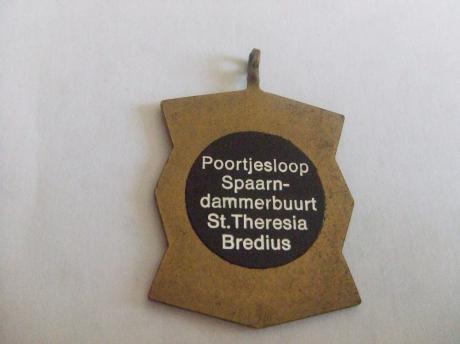 Poortjesloop
Spaarn-
dammerbuurt
St.Theresia
Bredius